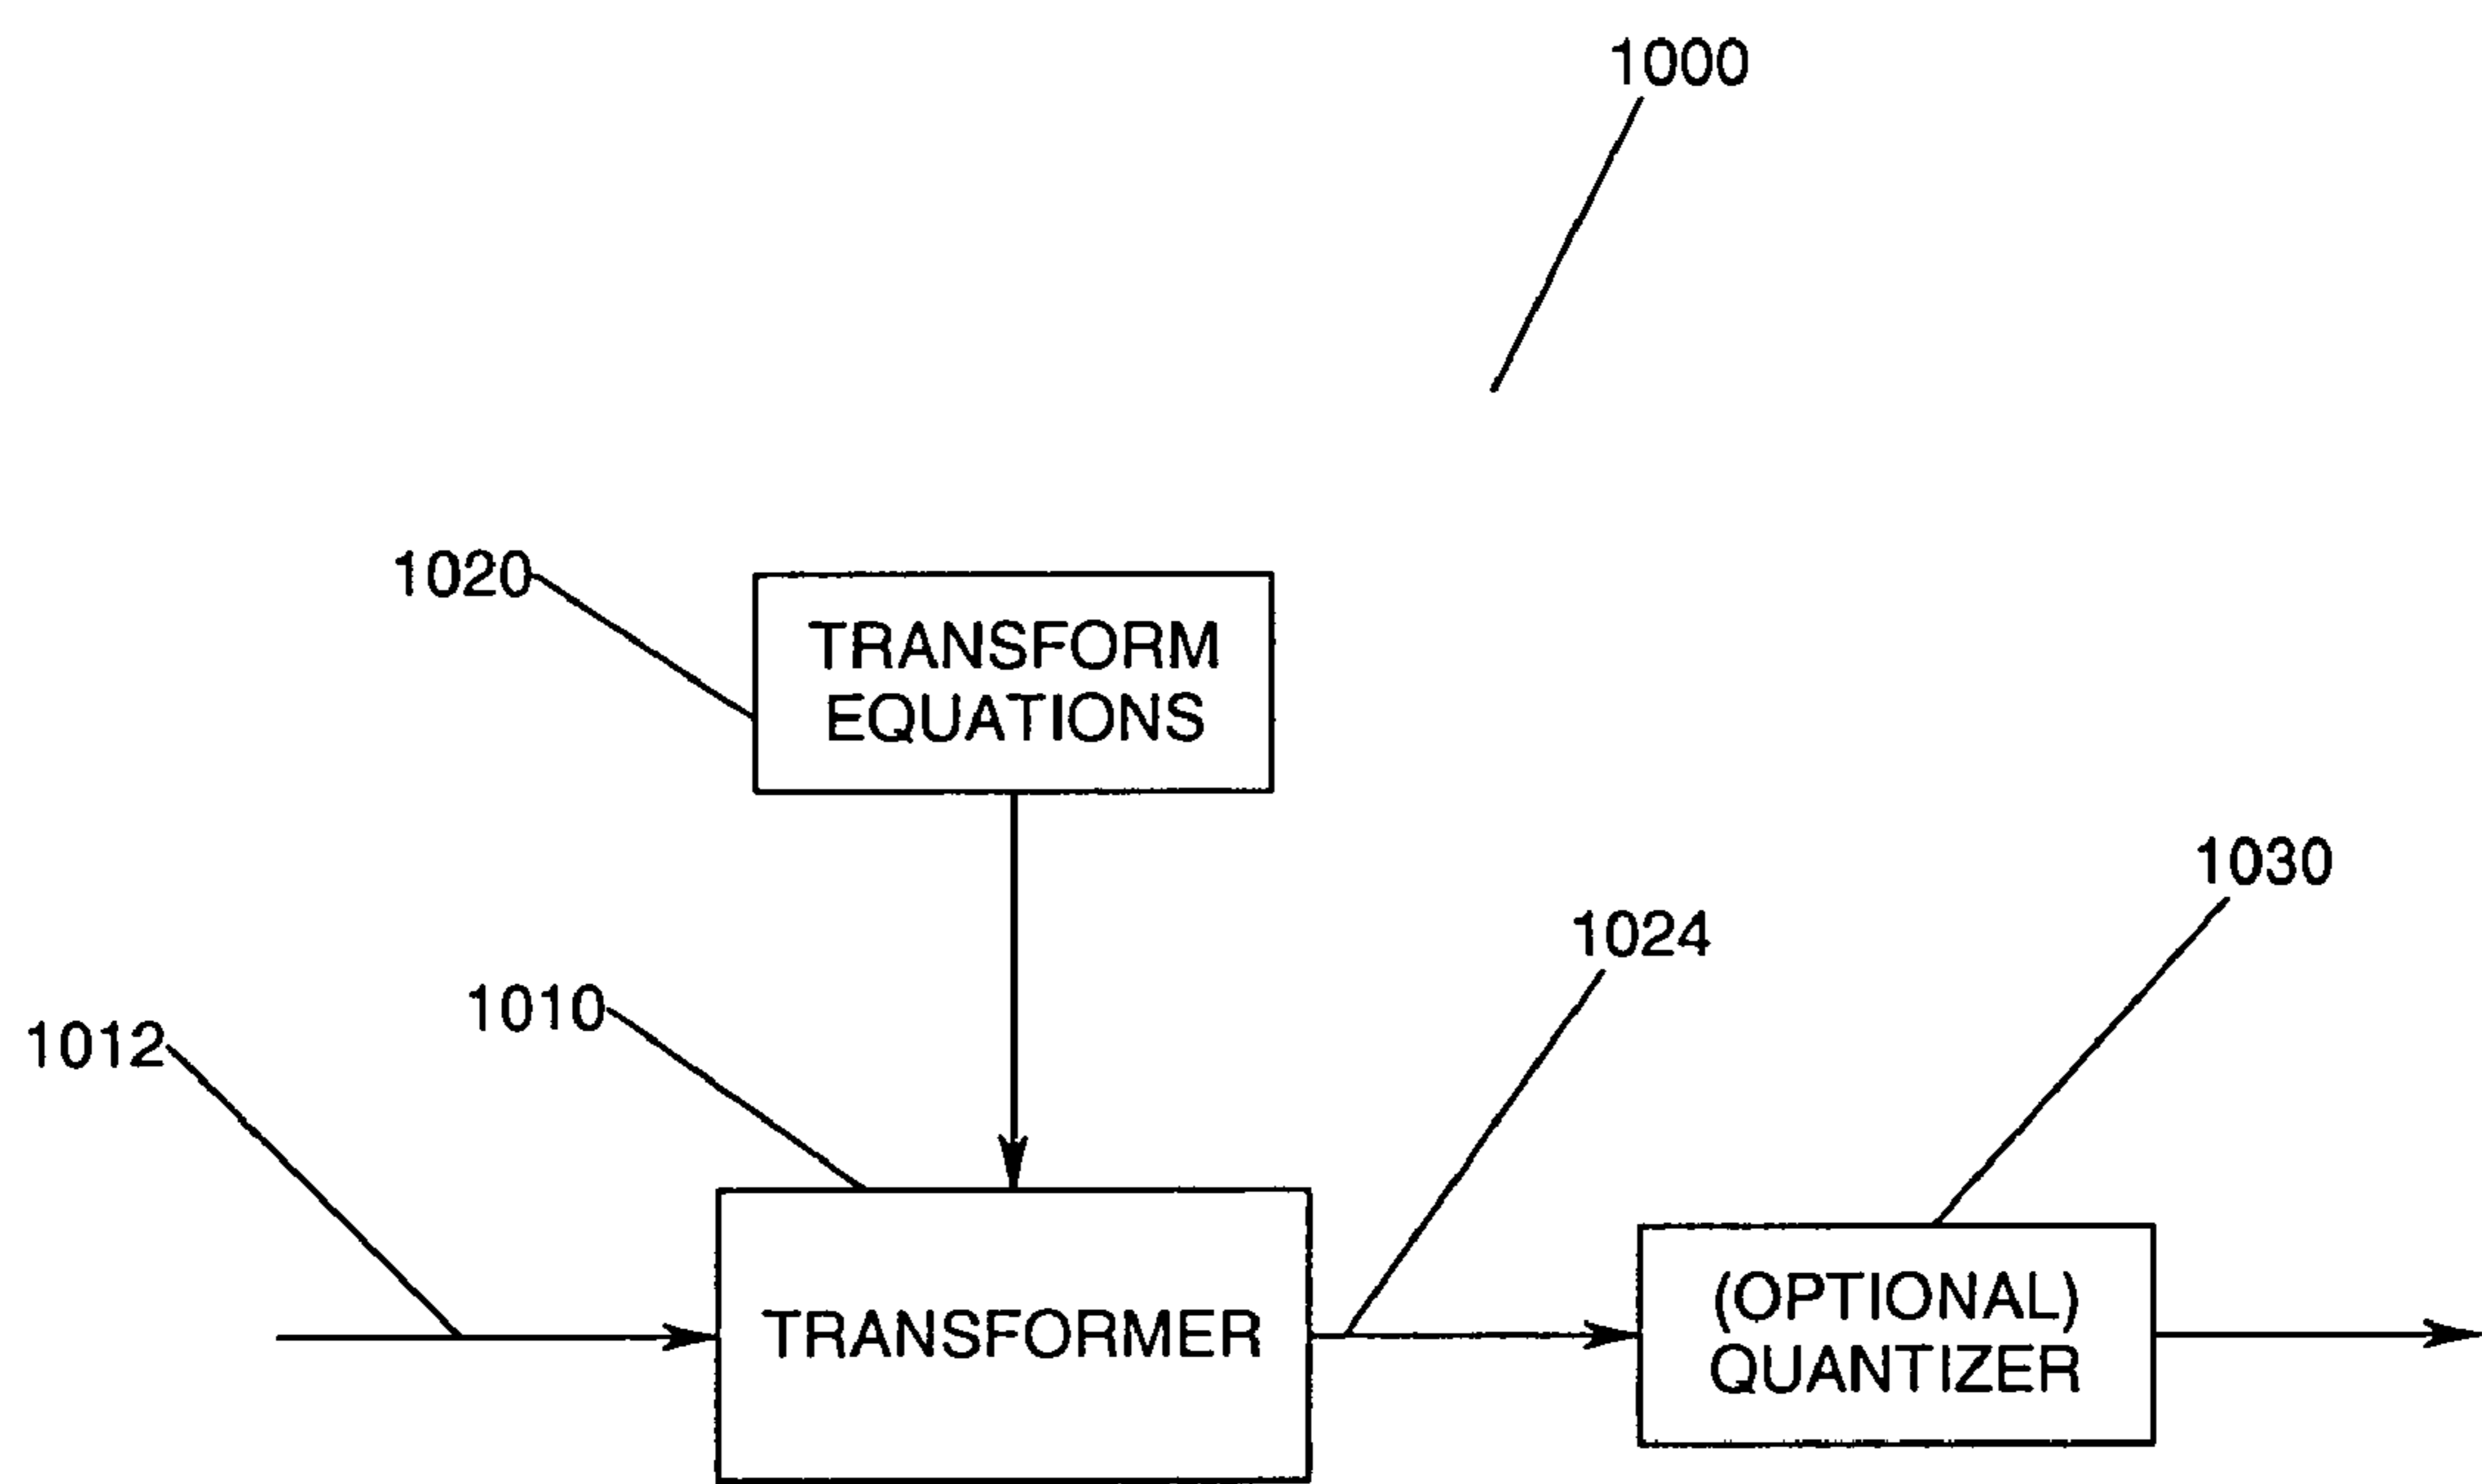 1000
1020
TRANSFORM
EQUATIONS
1030
1024
1010
1012
TRANSFORMER
(OPTIONAL)
QUANTIZER